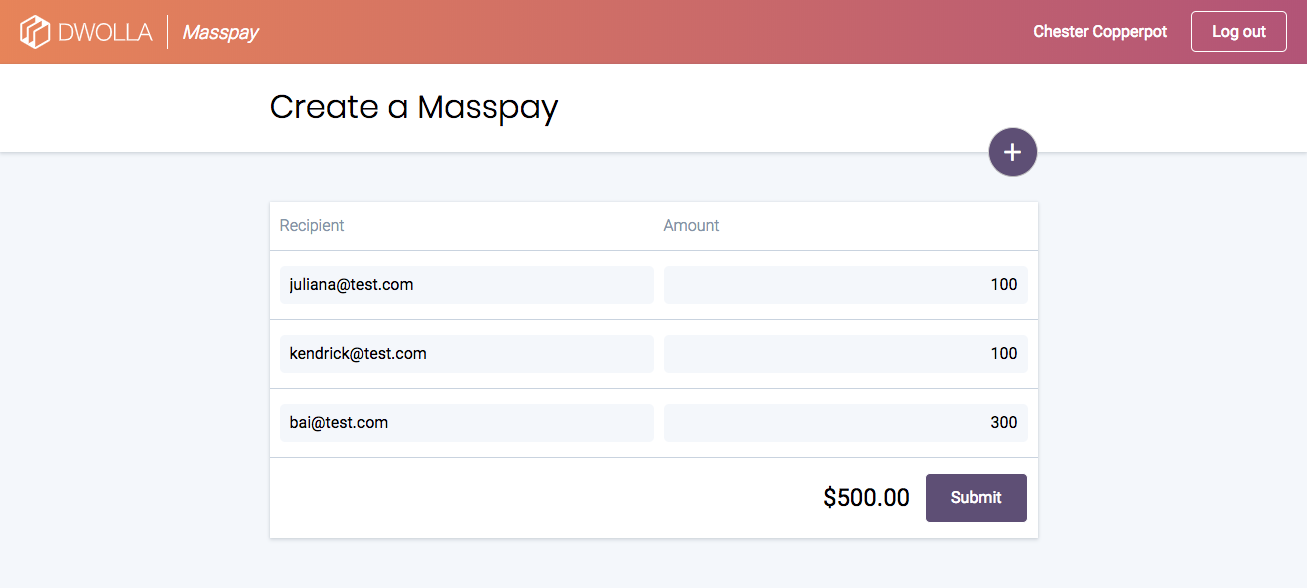 DWOLLA Masspay Chester Copperpot Log out
Create a Masspay
+
Recipient Amount
juliana@test.com 100
kendrick@test.com 100
bai@test.com 300
$500.00 Submit